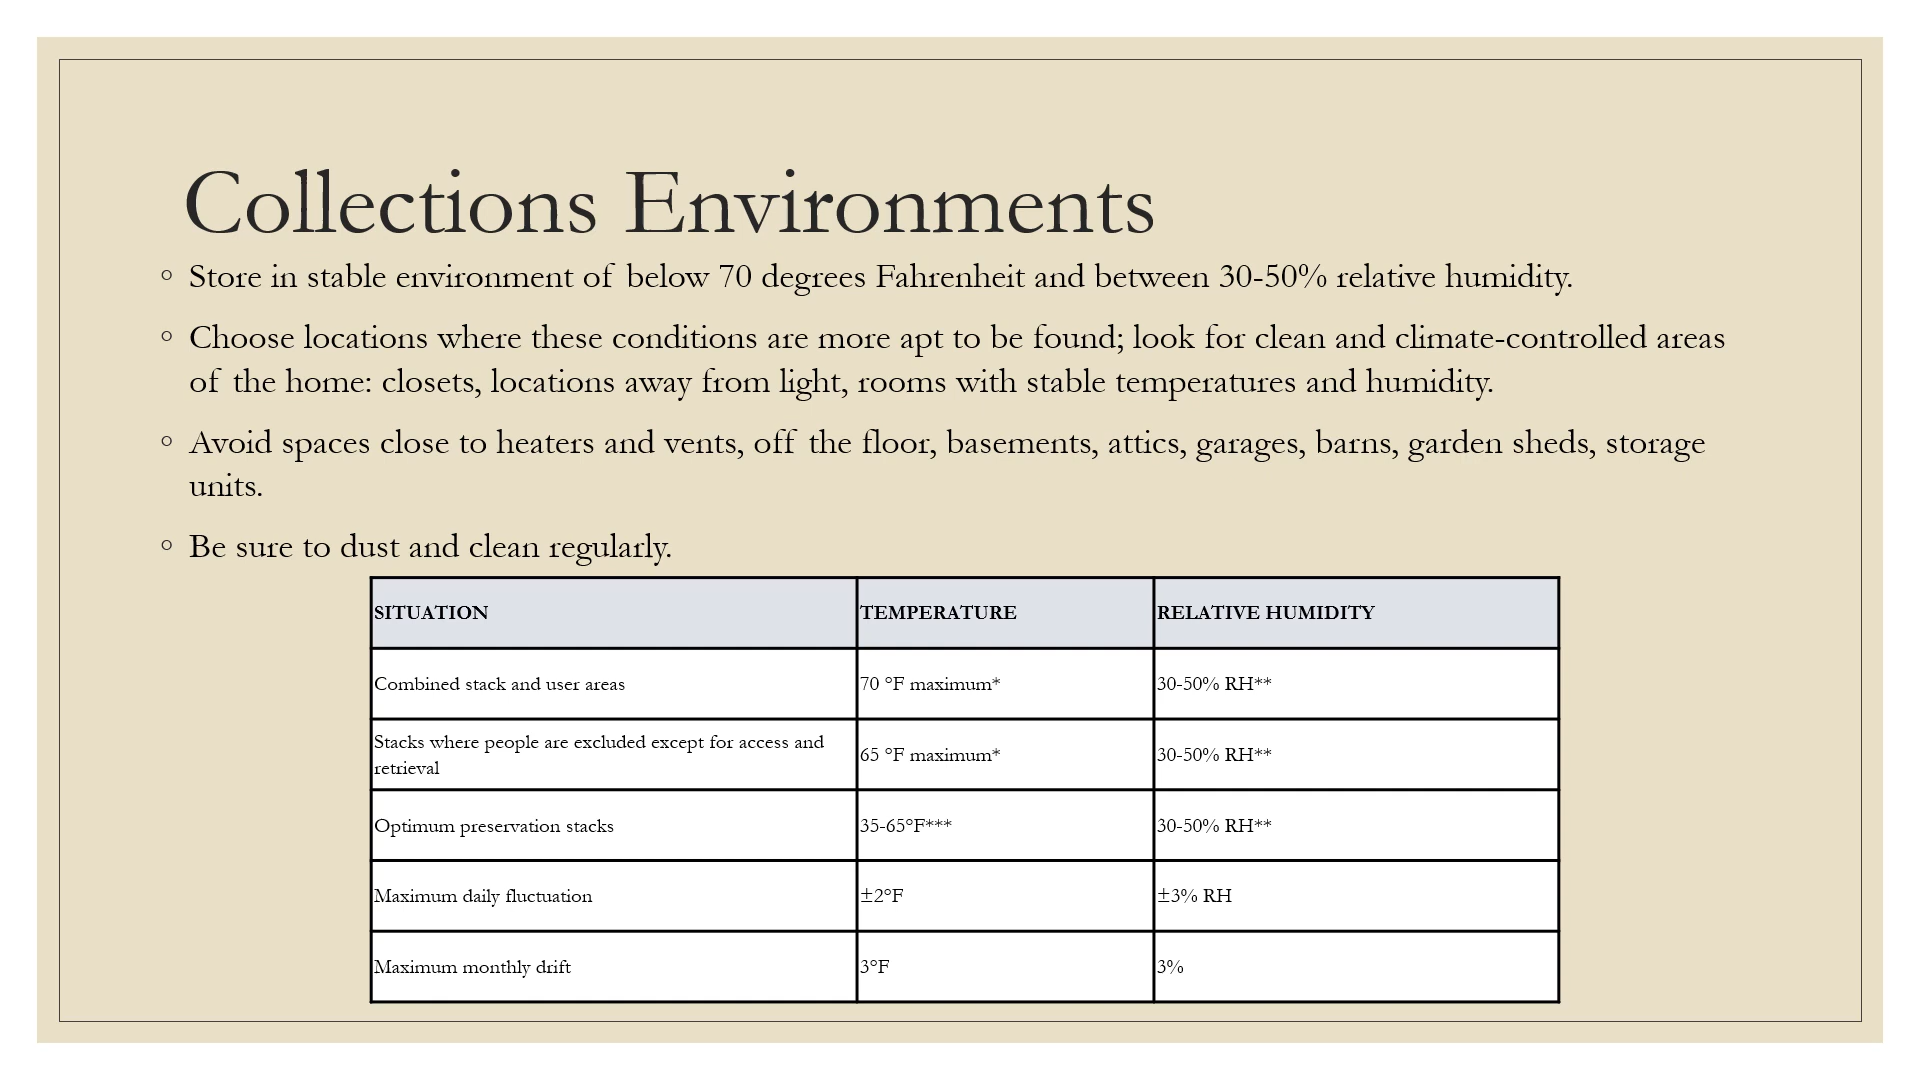 Collections Environments
◦ Store in stable environment of below 70 degrees Fahrenheit and between 30-50% relative humidity.
◦ Choose locations where these conditions are more apt to be found; look for clean and climate-controlled areas
of the home: closets, locations away from light, rooms with stable temperatures and humidity.
◦ Avoid spaces close to heaters and vents, off the floor, basements, attics, garages, barns, garden sheds, storage
units.
◦ Be sure to dust and clean regularly.
SITUATION TEMPERATURE RELATIVE HUMIDITY
Combined stack and user areas 70 °F maximum* 30-50% RH**
Stacks where people are excluded except for access and
retrieval 65 °F maximum* 30-50% RH**
Optimum preservation stacks 35-65°F*** 30-50% RH**
Maximum daily fluctuation ±2°F ±3% RH
Maximum monthly drift 3°F 3%